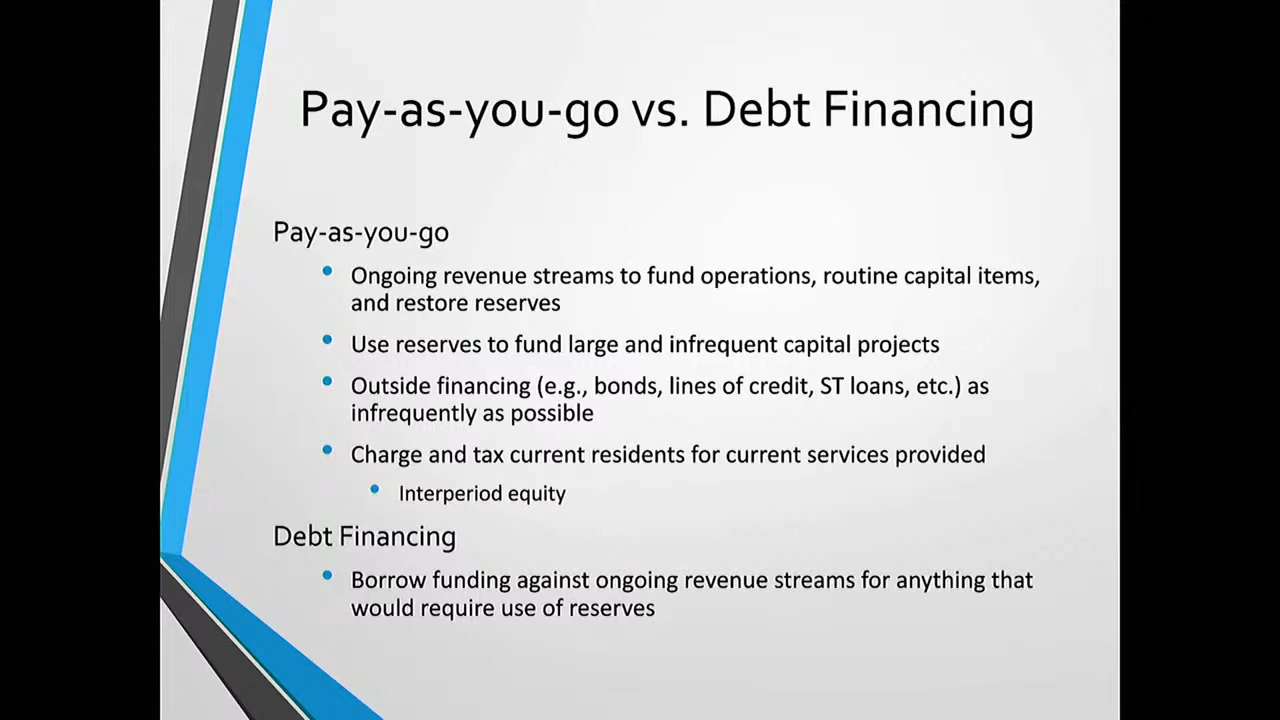 Pay-as-you-go vs. Debt Financing
Pay-as-you-go
Ongoing revenue streams to fund operations, routine capital items,
and restore reserves
Use reserves to fund large and infrequent capital projects
Outside financing (e.g., bonds, lines of credit, ST loans, etc.) as
infrequently as possible
Charge and tax current residents for current services provided
Interperiod equity
Debt Financing
Borrow funding against ongoing revenue streams for anything that
would require use of reserves